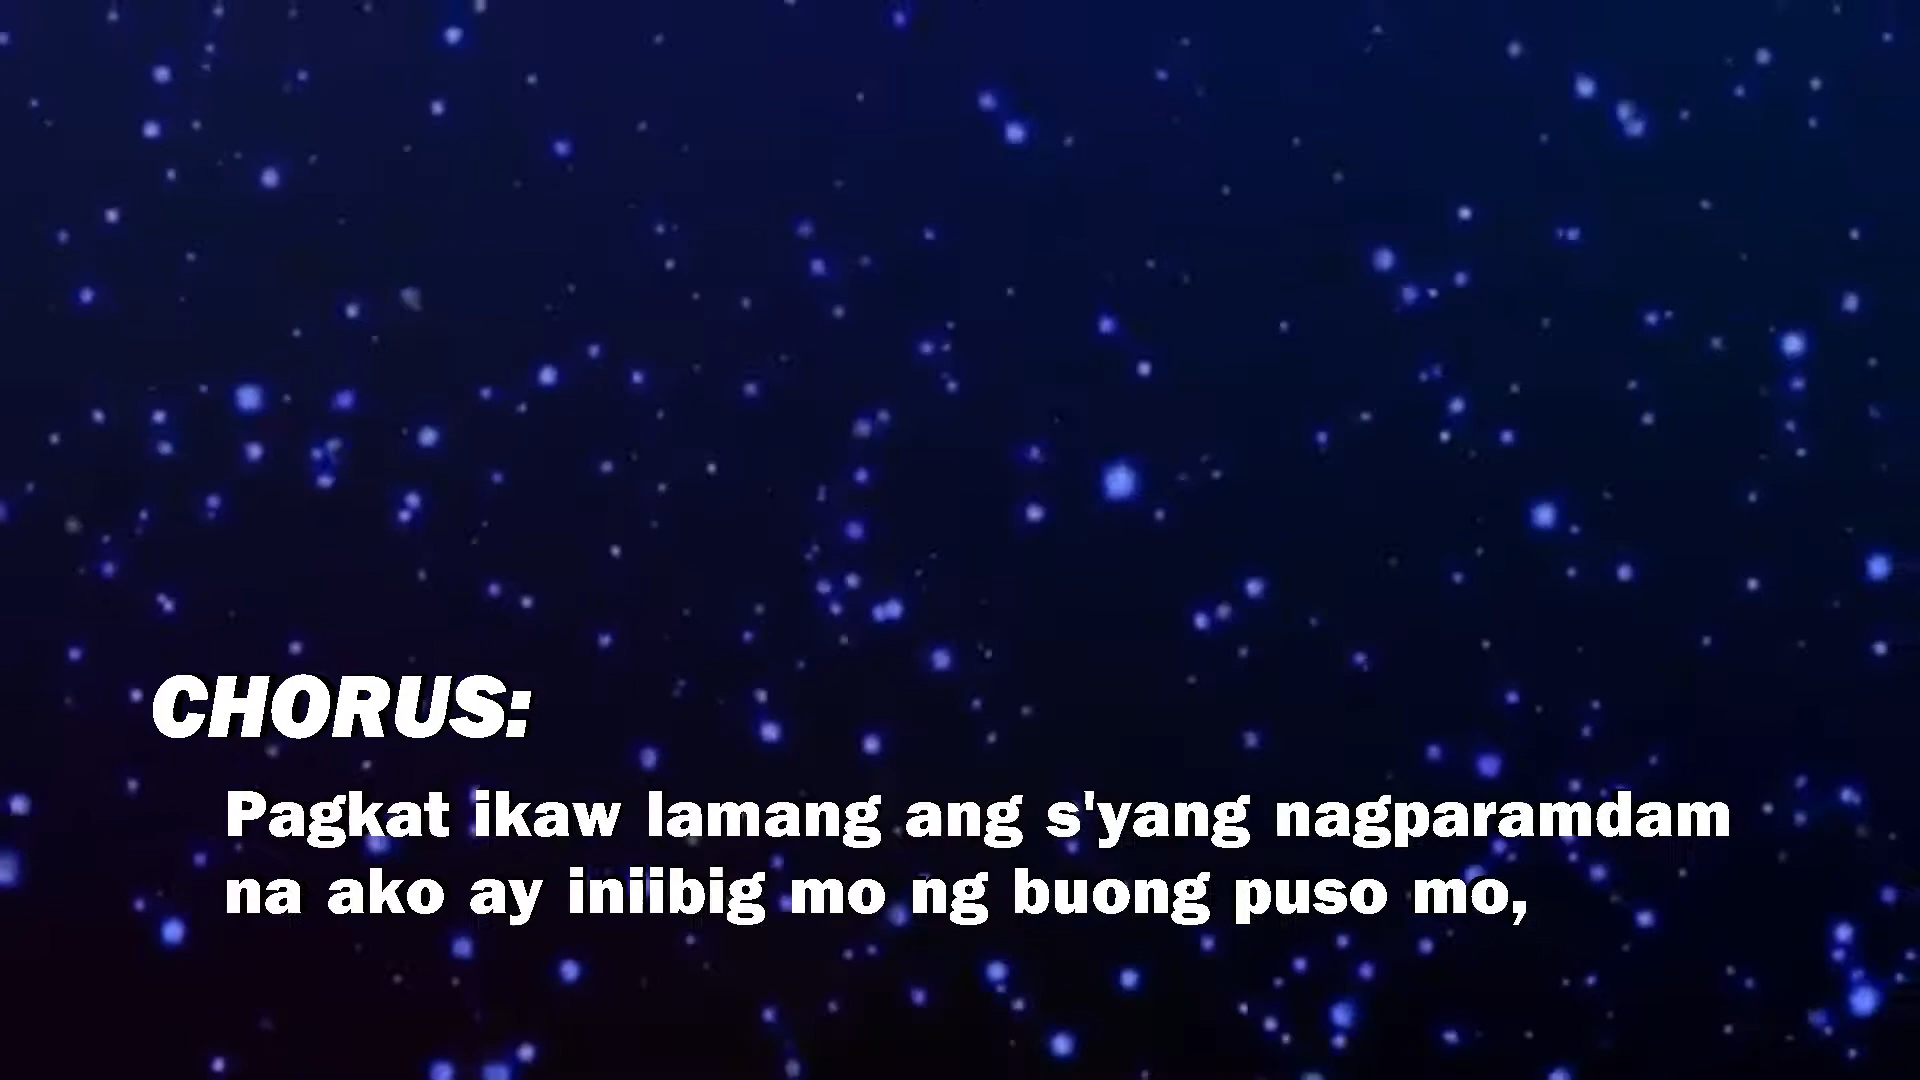 CHORUS:
Pagkat ikaw lamang ang s'yang nagparamdam
na ako ay iniibig mo ng buong puso mo,